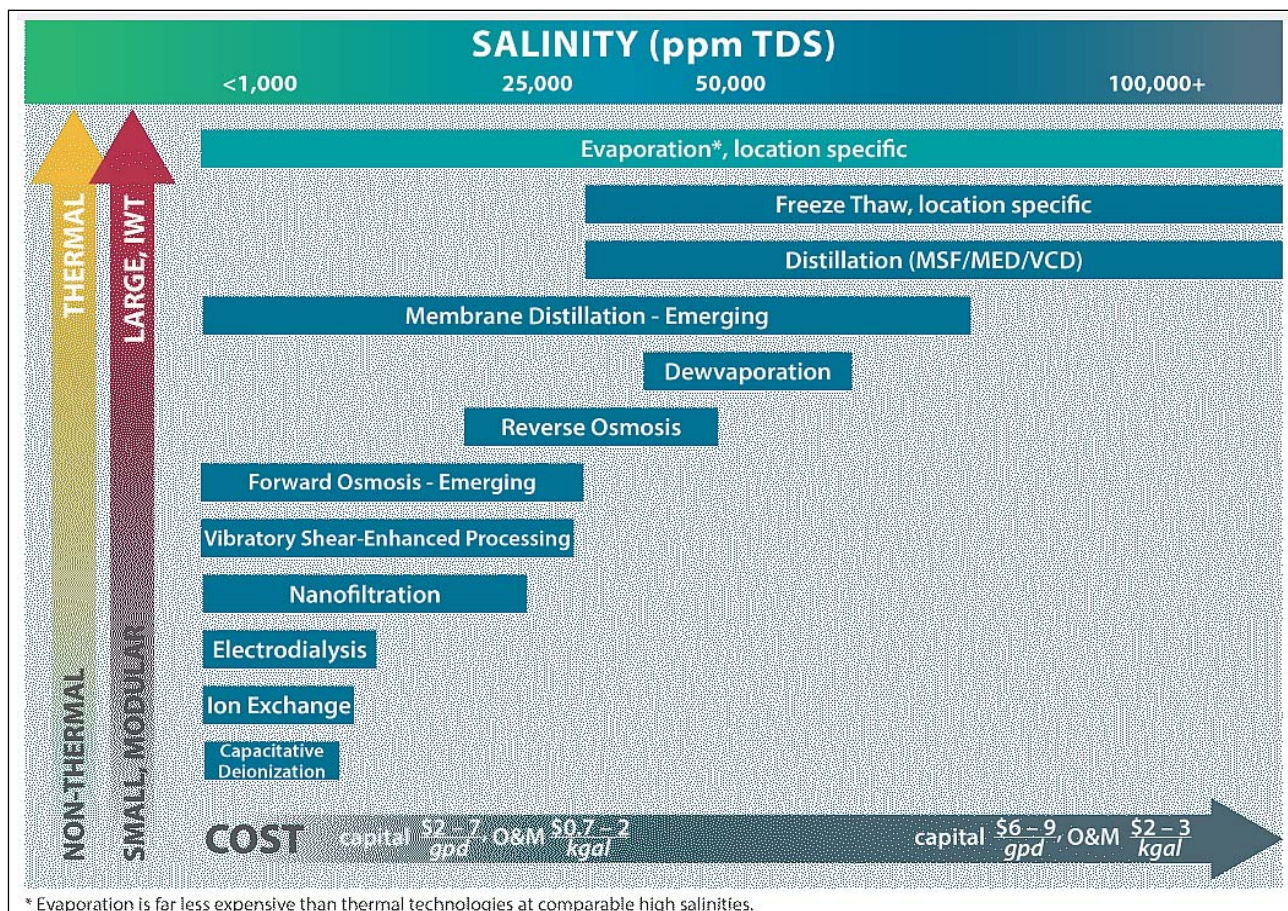 SALINITY (ppm TDS)
<1,000 25,000 50,000 100,000+
THERMAL
LARGE, IWT
Evaporation*, location specific
Freeze Thaw, location specific
Distillation (MSF/MED/VCD)
Membrane Distillation - Emerging
Dewvaporation
Reverse Osmosis
Forward Osmosis - Emerging
Vibratory Shear-Enhanced Processing
Nanofiltration
Electrodialysis
Ion Exchange
Capacitative
Deionization
NON-THERMAL
SMALL, MODULAR
COST capital $2 – 7/gpd, O&M $0.7 – 2/kgal capital $6 – 9/gpd, O&M $2 – 3/kgal
* Evaporation is far less expensive than thermal technologies at comparable high salinities.